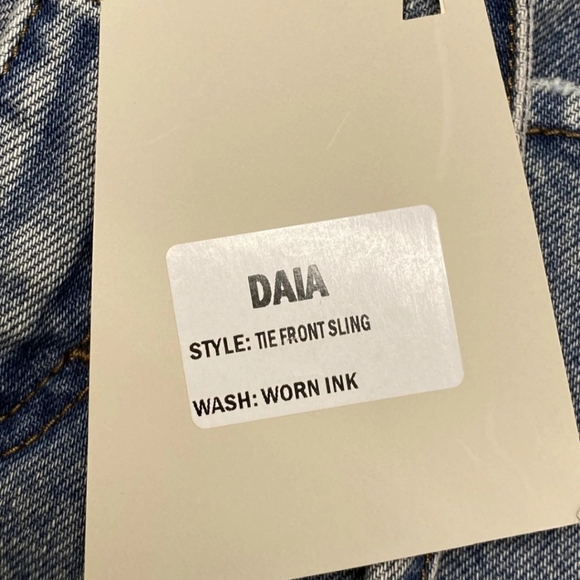 DAIA
STYLE: TIE FRONT SLING
WASH: WORN INK